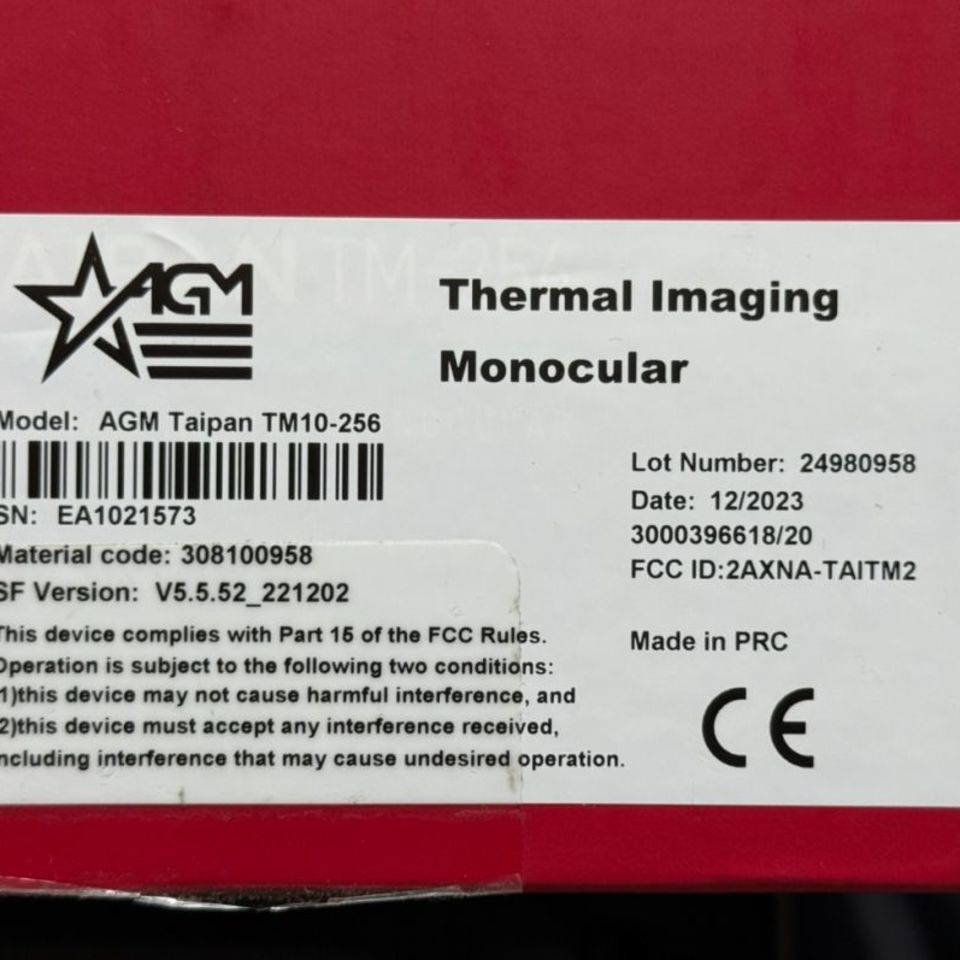 AGM
Thermal Imaging
Monocular
Model: AGM Taipan TM10-256
SN: EA1021573
Material code: 308100958
SF Version: V5.5.52_221202
This device complies with Part 15 of the FCC Rules.
Operation is subject to the following two conditions:
1)this device may not cause harmful interference, and
2)this device must accept any interference received,
including interference that may cause undesired operation.
Lot Number: 24980958
Date: 12/2023
3000396618/20
FCC ID:2AXNA-TAITM2
Made in PRC
CE